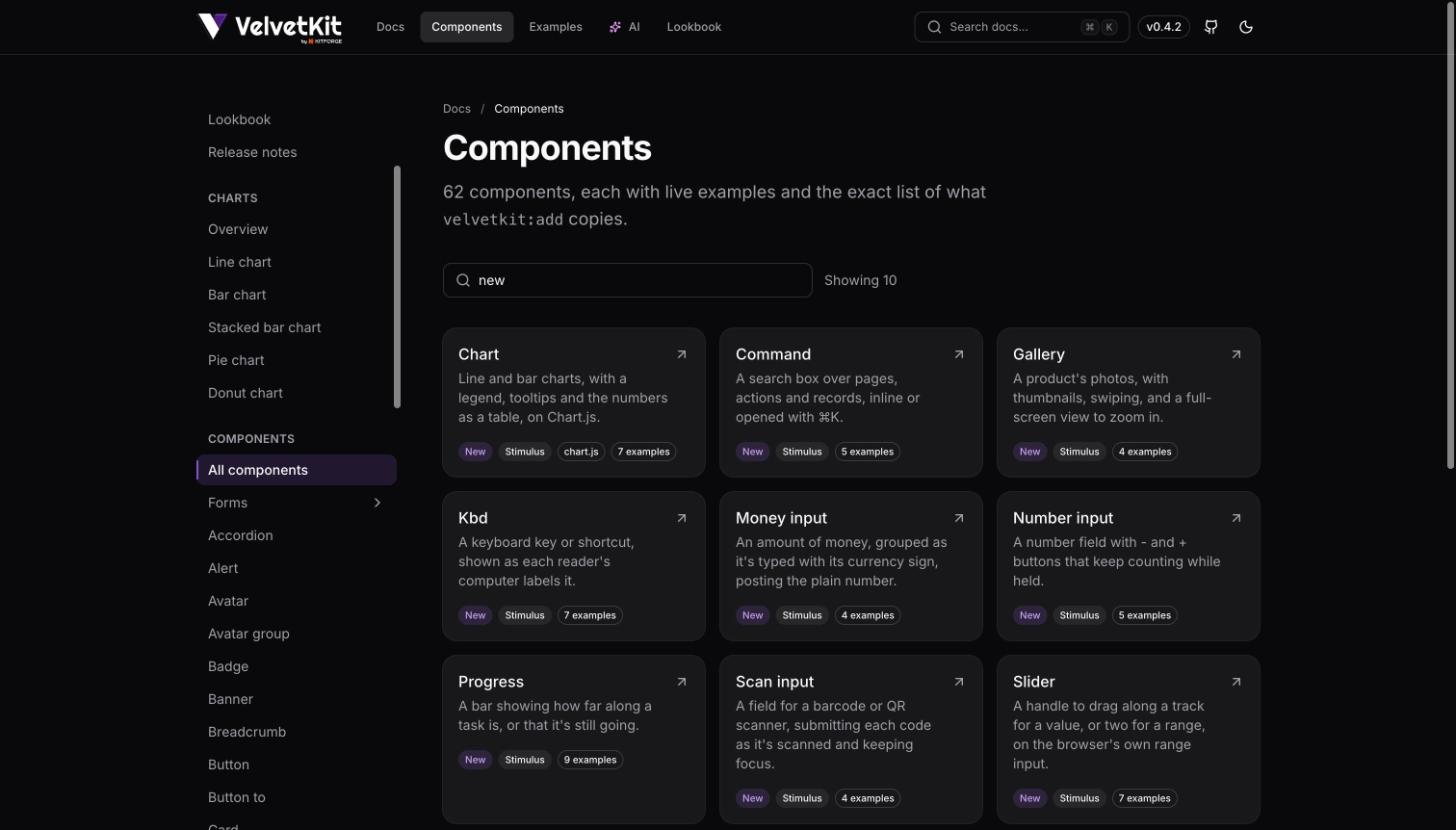 VelvetKit
by KITFORGE
Docs
Components
Examples
AI
Lookbook
Search docs...
⌘ K
v0.4.2
Lookbook
Release notes
CHARTS
Overview
Line chart
Bar chart
Stacked bar chart
Pie chart
Donut chart
COMPONENTS
All components
Forms
Accordion
Alert
Avatar
Avatar group
Badge
Banner
Breadcrumb
Button
Button to
Card
Docs / Components
Components
62 components, each with live examples and the exact list of what
velvetkit:add copies.
new
Showing 10
Chart
Line and bar charts, with a
legend, tooltips and the numbers
as a table, on Chart.js.
New Stimulus chart.js 7 examples
Command
A search box over pages,
actions and records, inline or
opened with ⌘K.
New Stimulus 5 examples
Gallery
A product's photos, with
thumbnails, swiping, and a full-
screen view to zoom in.
New Stimulus 4 examples
Kbd
A keyboard key or shortcut,
shown as each reader's
computer labels it.
New Stimulus 7 examples
Money input
An amount of money, grouped as
it's typed with its currency sign,
posting the plain number.
New Stimulus 4 examples
Number input
A number field with - and +
buttons that keep counting while
held.
New Stimulus 5 examples
Progress
A bar showing how far along a
task is, or that it's still going.
New Stimulus 9 examples
Scan input
A field for a barcode or QR
scanner, submitting each code
as it's scanned and keeping
focus.
New Stimulus 4 examples
Slider
A handle to drag along a track
for a value, or two for a range,
on the browser's own range
input.
New Stimulus 7 examples